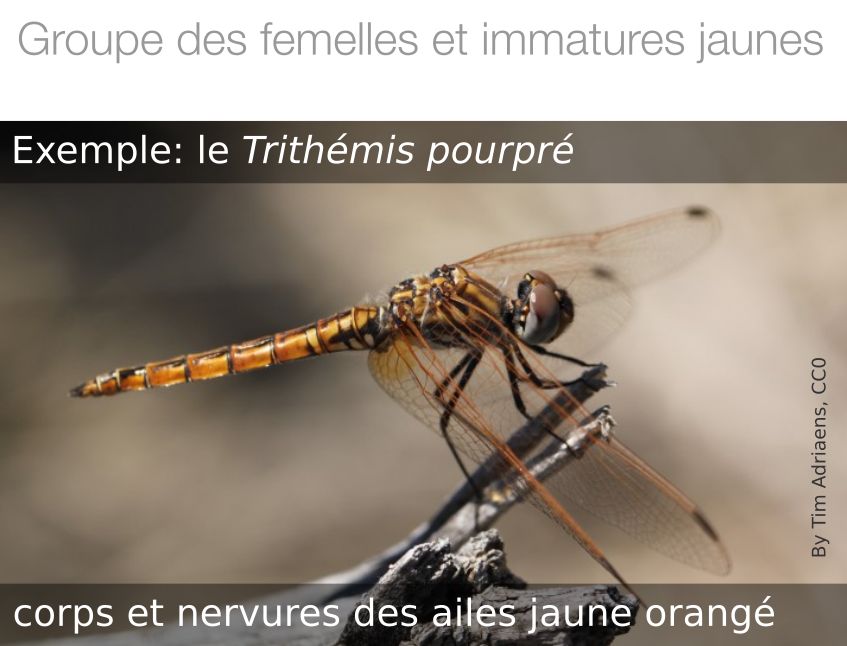 Groupe des femelles et immatures jaunes
Exemple: le Trithémis pourpré
By Tim Adriaens, CC0
corps et nervures des ailes jaune orangé